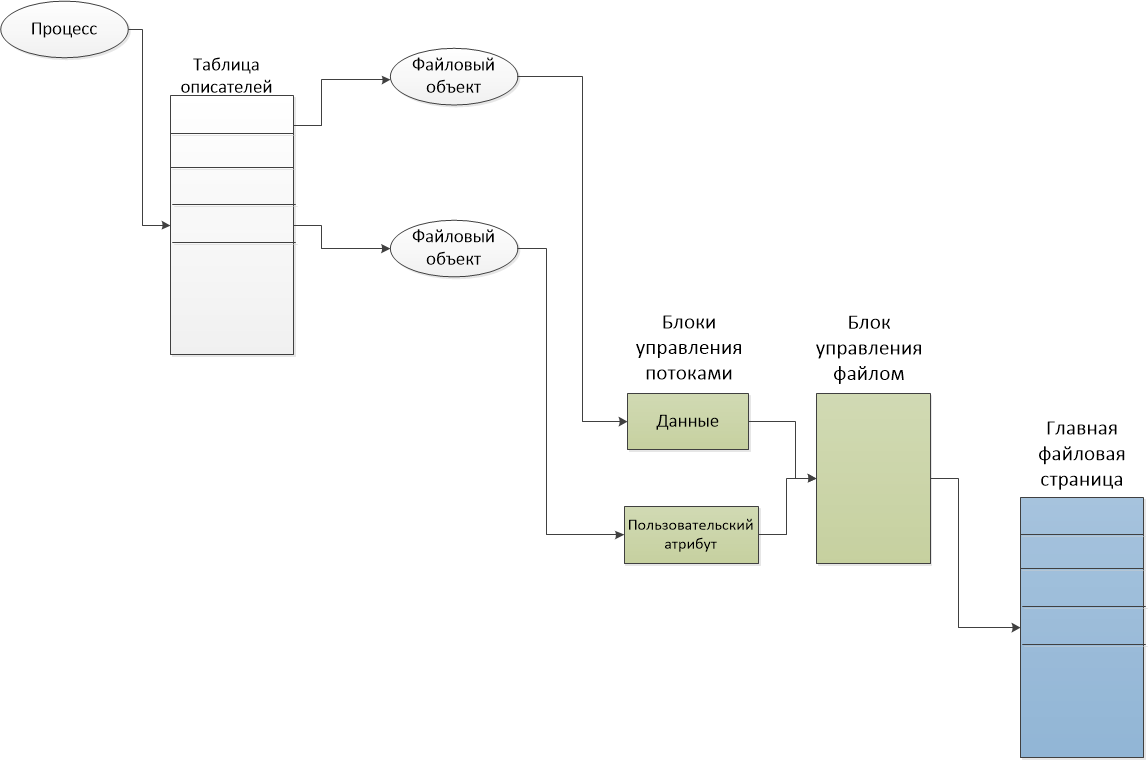 Процесс
Таблица
описателей
Файловый
объект
Файловый
объект
Блоки
управления
потоками
Блок
управления
файлом
Данные
Пользовательский
атрибут
Главная
файловая
страница